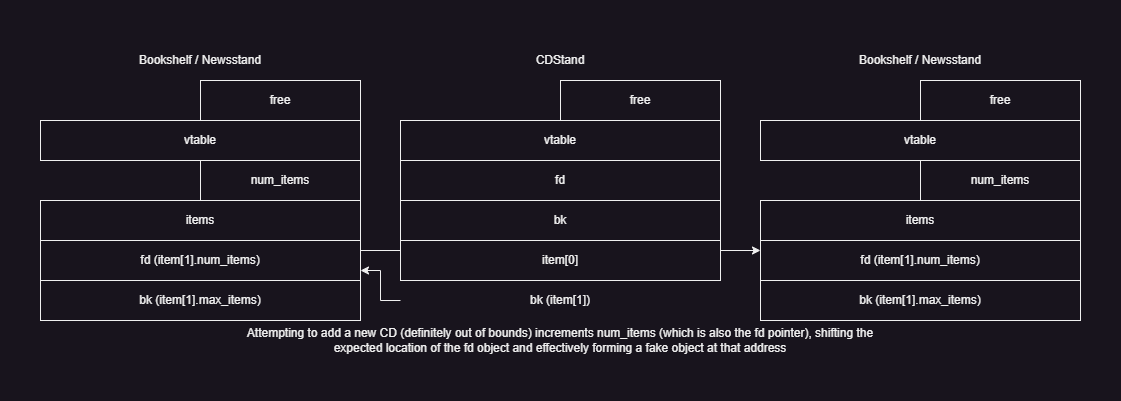 Bookshelf / Newsstand
free
vtable
num_items
items
fd (item[1].num_items)
bk (item[1].max_items)
CDStand
free
vtable
fd
bk
item[0]
bk (item[1])
Bookshelf / Newsstand
free
vtable
num_items
items
fd (item[1].num_items)
bk (item[1].max_items)
Attempting to add a new CD (definitely out of bounds) increments num_items (which is also the fd pointer), shifting the
expected location of the fd object and effectively forming a fake object at that address